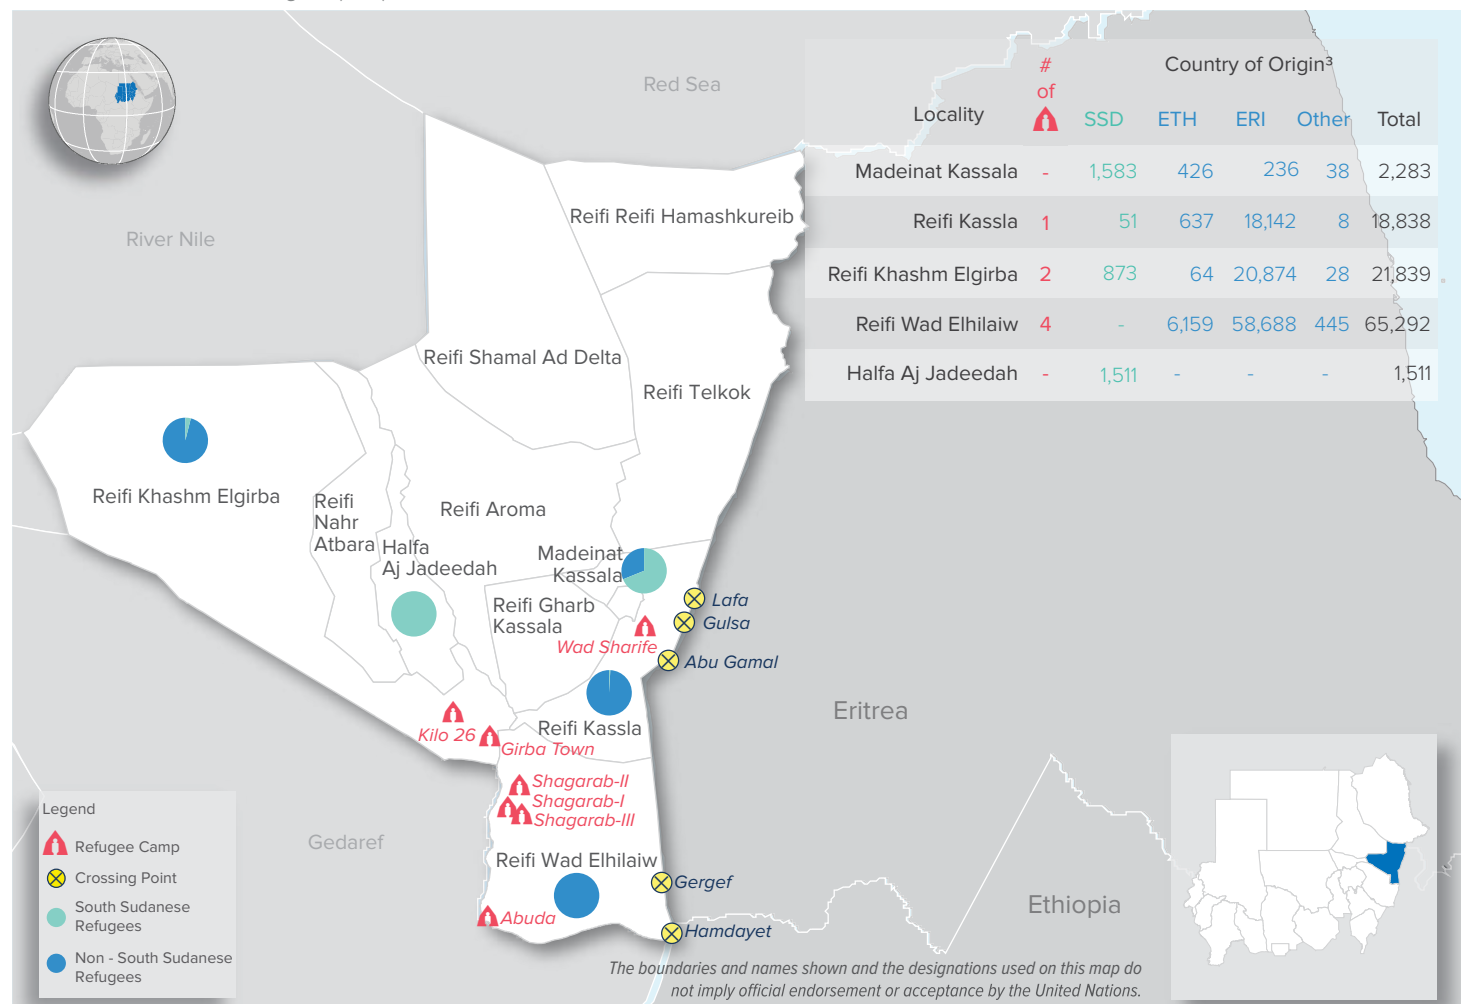 Red Sea
River Nile
# of
Country of Origin³
Locality SSD ETH ERI Other Total
Madeinat Kassala - 1,583 426 236 38 2,283
Reifi Kassla 1 51 637 18,142 8 18,838
Reifi Khashm Elgirba 2 873 64 20,874 28 21,839
Reifi Wad Elhilaiw 4 - 6,159 58,688 445 65,292
Halfa Aj Jadeedah - 1,511 - - - 1,511
Reifi Reifi Hamashkureib
Reifi Shamal Ad Delta
Reifi Telkok
Reifi Khashm Elgirba
Reifi
Nahr
Atbara
Reifi Aroma
Halfa
Aj Jadeedah
Madeinat
Kassala
Reifi Gharb
Kassala
Lafa
Gulsa
Wad Sharife
Abu Gamal
Reifi Kassla
Kilo 26
Girba Town
Eritrea
Shagarab-II
Shagarab-I
Shagarab-III
Gedaref
Reifi Wad Elhilaiw
Gergef
Abuda
Hamdayet
Ethiopia
Legend
Refugee Camp
Crossing Point
South Sudanese
Refugees
Non - South Sudanese
Refugees
The boundaries and names shown and the designations used on this map do
not imply official endorsement or acceptance by the United Nations.